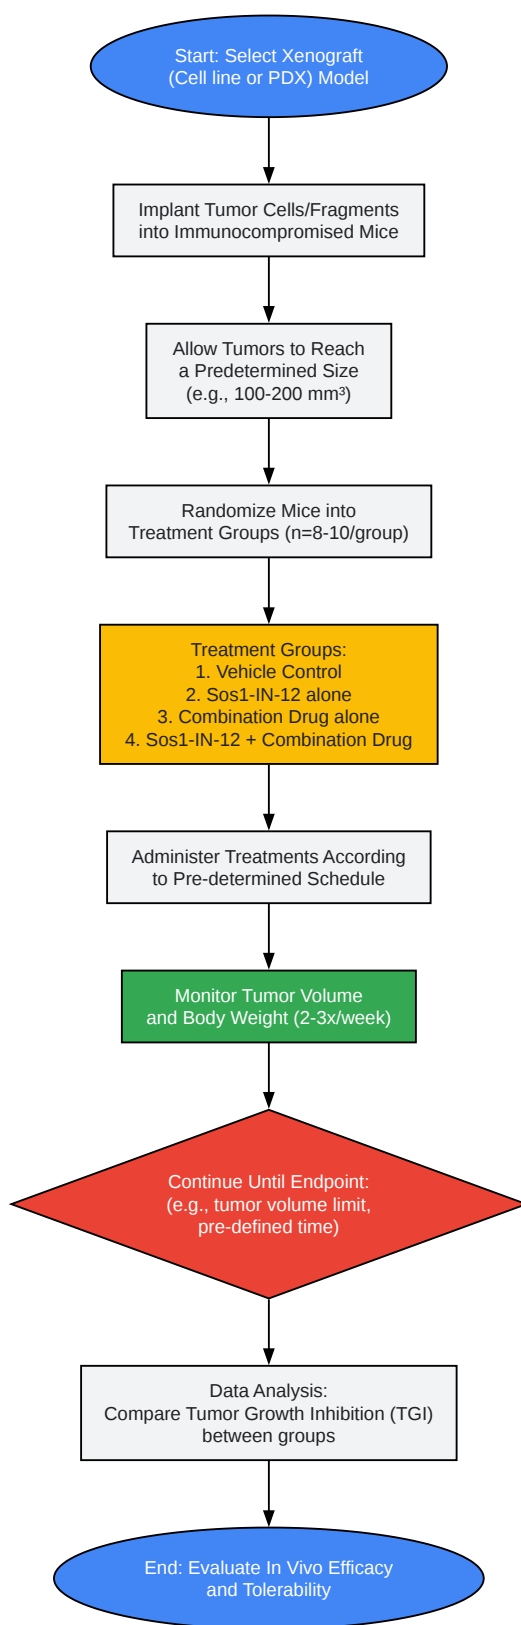 Start: Select Xenograft
(Cell line or PDX) Model
Implant Tumor Cells/Fragments
into Immunocompromised Mice
Allow Tumors to Reach
a Predetermined Size
(e.g., 100-200 mm³)
Randomize Mice into
Treatment Groups (n=8-10/group)
Treatment Groups:
1. Vehicle Control
2. Sos1-IN-12 alone
3. Combination Drug alone
4. Sos1-IN-12 + Combination Drug
Administer Treatments According
to Pre-determined Schedule
Monitor Tumor Volume
and Body Weight (2-3x/week)
Continue Until Endpoint:
(e.g., tumor volume limit,
pre-defined time)
Data Analysis:
Compare Tumor Growth Inhibition (TGI)
between groups
End: Evaluate In Vivo Efficacy
and Tolerability